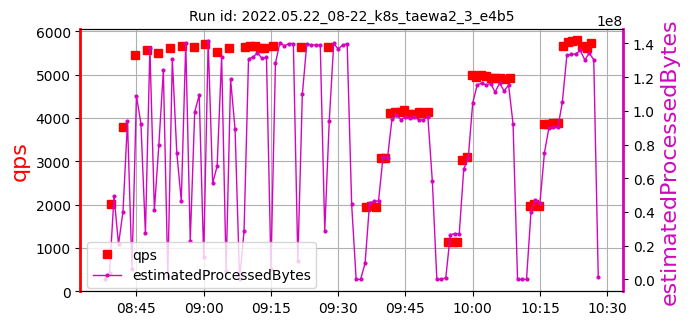 Run id: 2022.05.22_08-22_k8s_taewa2_3_e4b5
1e8
6000
5000
4000
3000
2000
1000
0
qps
1.4
1.2
1.0
0.8
0.6
0.4
0.2
0.0
estimatedProcessedBytes
qps
estimatedProcessedBytes
08:45 09:00 09:15 09:30 09:45 10:00 10:15 10:30